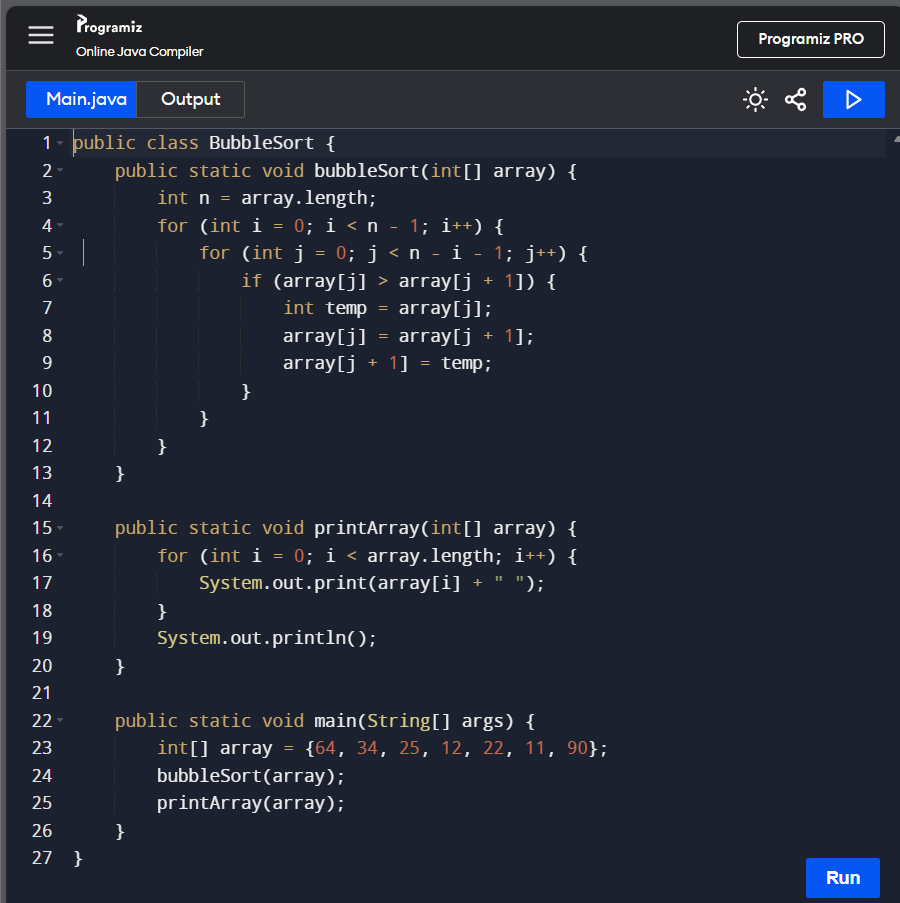 Programiz
Online Java Compiler
Programiz PRO
Main.java Output
1 public class BubbleSort {
2     public static void bubbleSort(int[] array) {
3         int n = array.length;
4         for (int i = 0; i < n - 1; i++) {
5             for (int j = 0; j < n - i - 1; j++) {
6                 if (array[j] > array[j + 1]) {
7                     int temp = array[j];
8                     array[j] = array[j + 1];
9                     array[j + 1] = temp;
10                 }
11             }
12         }
13     }
14
15     public static void printArray(int[] array) {
16         for (int i = 0; i < array.length; i++) {
17             System.out.print(array[i] + " ");
18         }
19         System.out.println();
20     }
21
22     public static void main(String[] args) {
23         int[] array = {64, 34, 25, 12, 22, 11, 90};
24         bubbleSort(array);
25         printArray(array);
26     }
27 }
Run